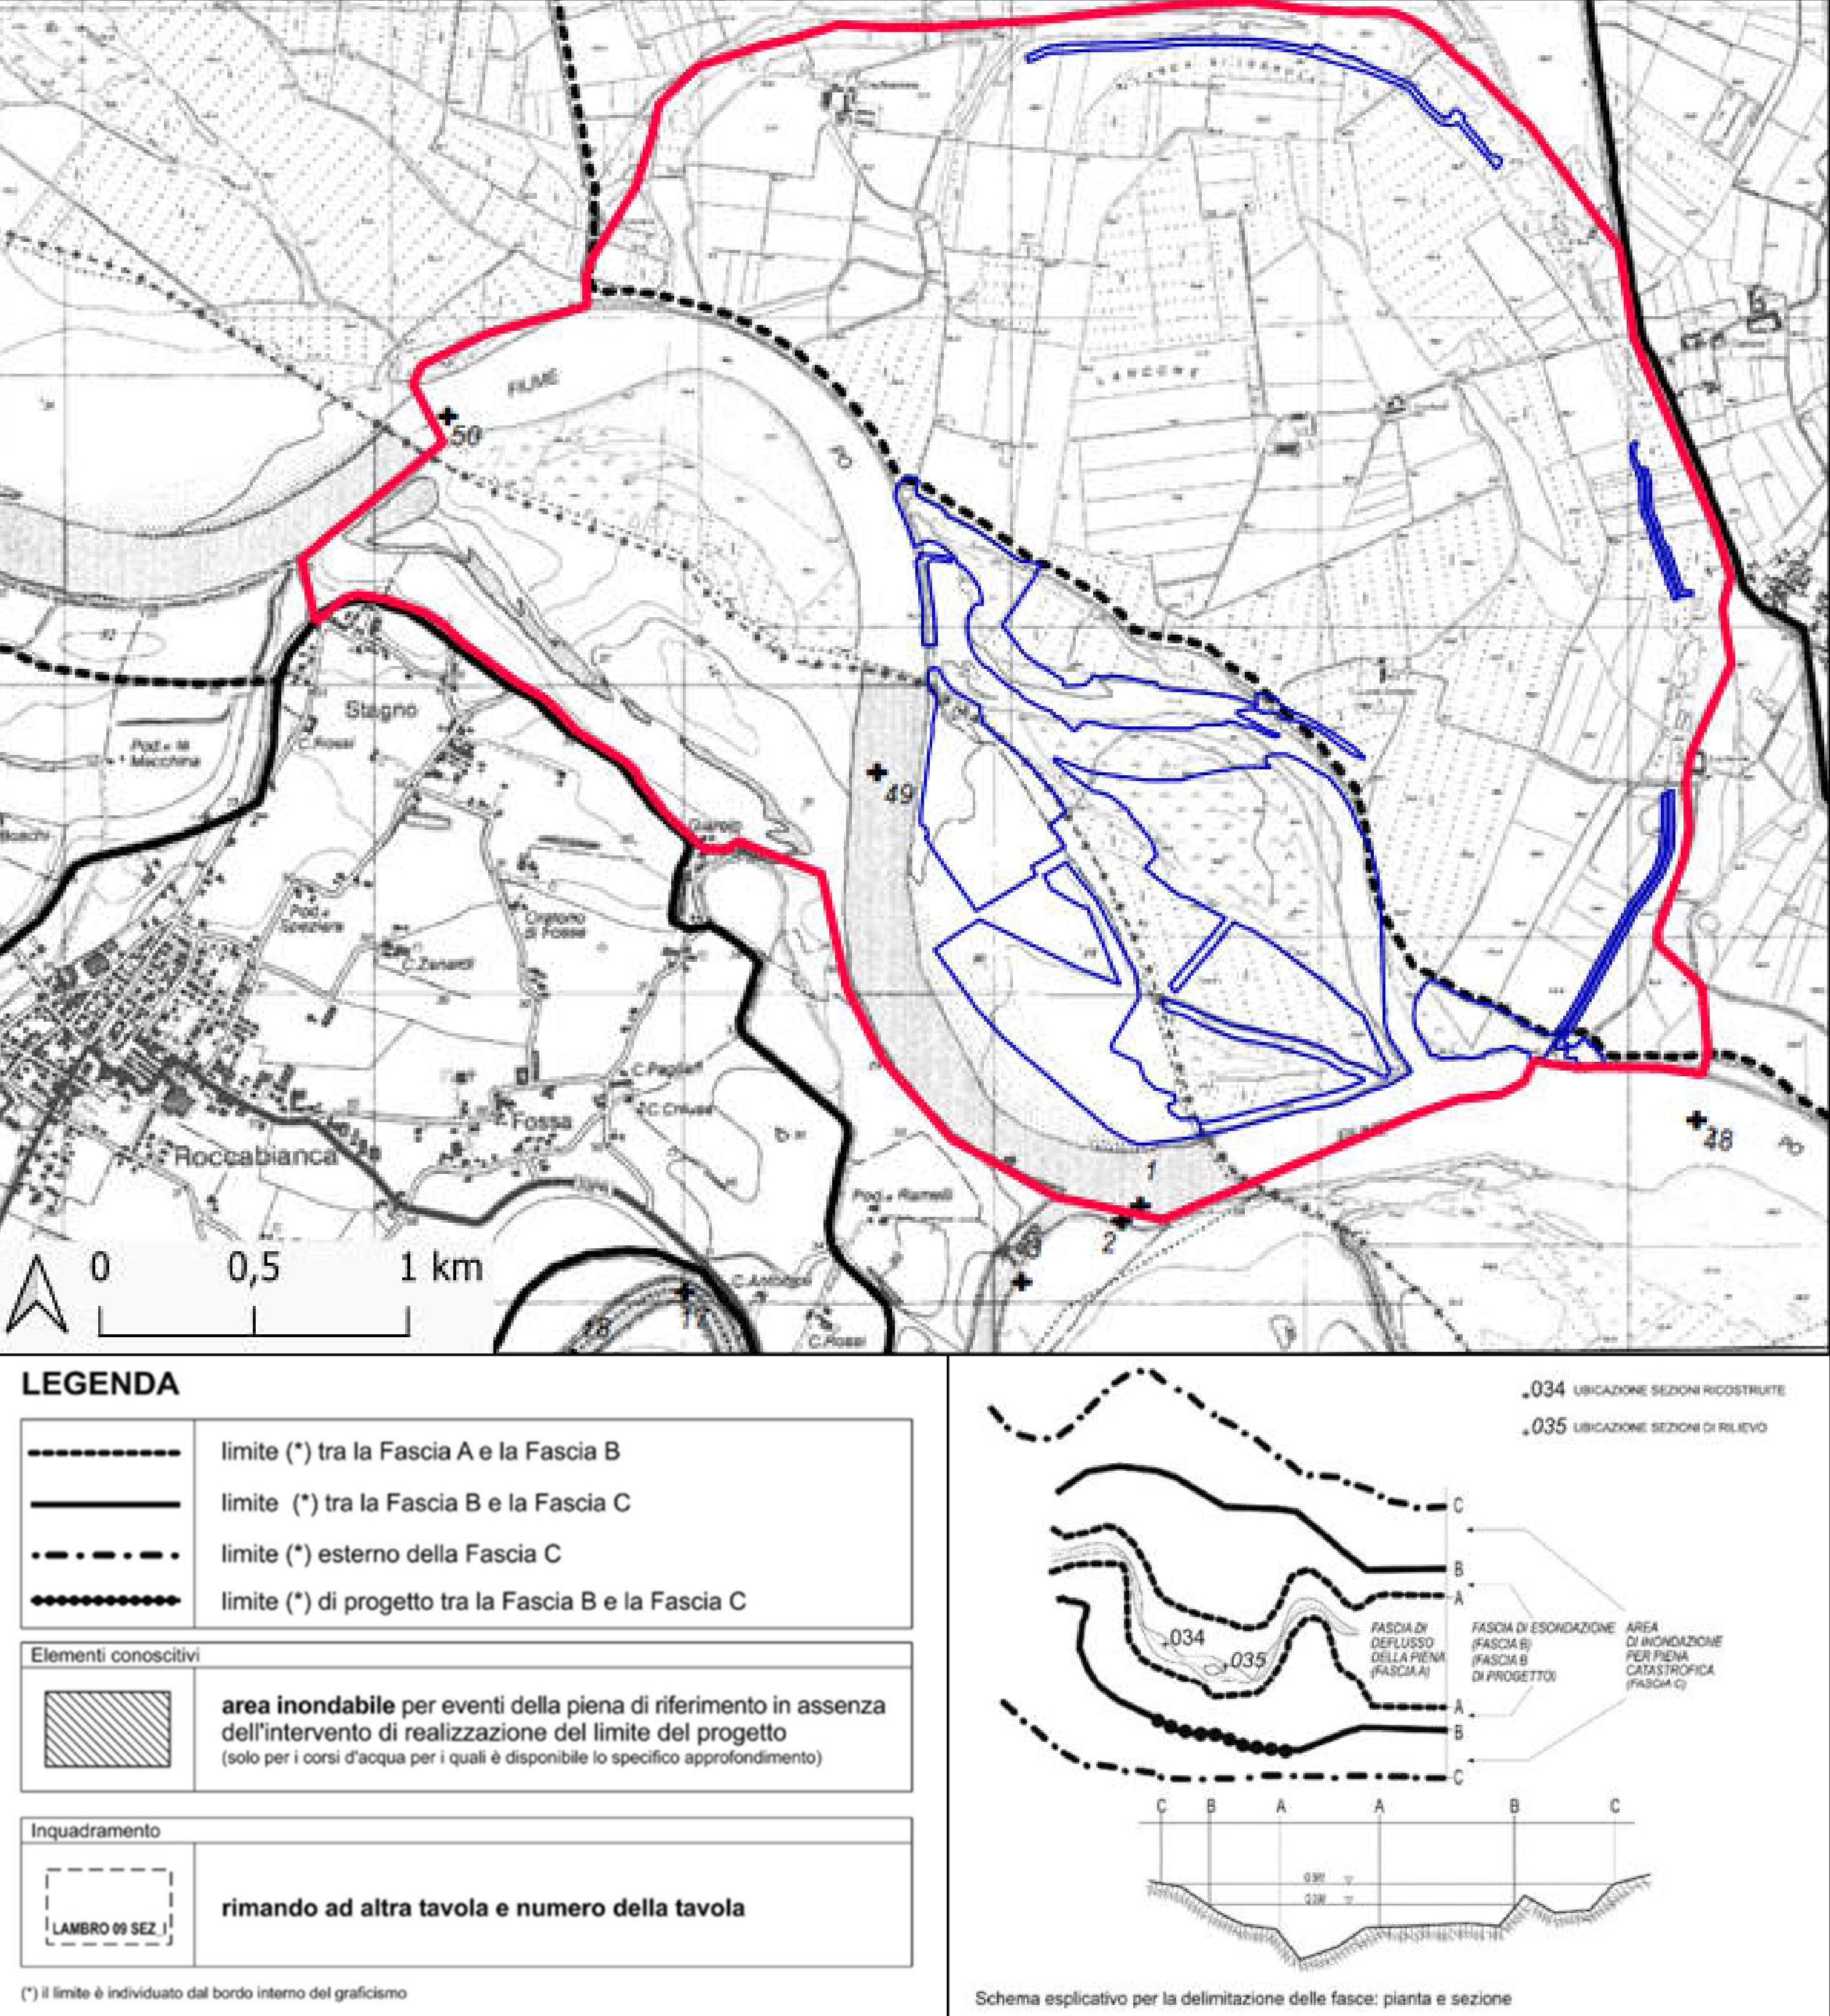 FIUME
50
PO
LANCONE
Stagno
C.Rossi
Pod.e la
Macchina
49
Giarolo
Pod.e
Speziera
Oratorio
di Fossa
C.Zanardi
C.Pagliari
C.Chiusa
Fossa
Roccabianca
Pod.e Ramelli
1
2
48
PO
C.Rossi
0 0,5 1 km
LEGENDA
limite (*) tra la Fascia A e la Fascia B
limite (*) tra la Fascia B e la Fascia C
limite (*) esterno della Fascia C
limite (*) di progetto tra la Fascia B e la Fascia C
Elementi conoscitivi
area inondabile per eventi della piena di riferimento in assenza
dell'intervento di realizzazione del limite del progetto
(solo per i corsi d'acqua per i quali è disponibile lo specifico approfondimento)
Inquadramento
LAMBRO 09 SEZ_I
rimando ad altra tavola e numero della tavola
(*) il limite è individuato dal bordo interno del graficismo
034 UBICAZIONE SEZIONI RICOSTRUITE
035 UBICAZIONE SEZIONI DI RILIEVO
C
B
A
034
035
FASCIA DI
DEFLUSSO
DELLA PIENA
(FASCIA A)
FASCIA DI ESONDAZIONE
(FASCIA B)
(FASCIA B
DI PROGETTO)
AREA
DI INONDAZIONE
PER PIENA
CATASTROFICA
(FASCIA C)
A
B
C
C B A A B C
Schema esplicativo per la delimitazione delle fasce: pianta e sezione